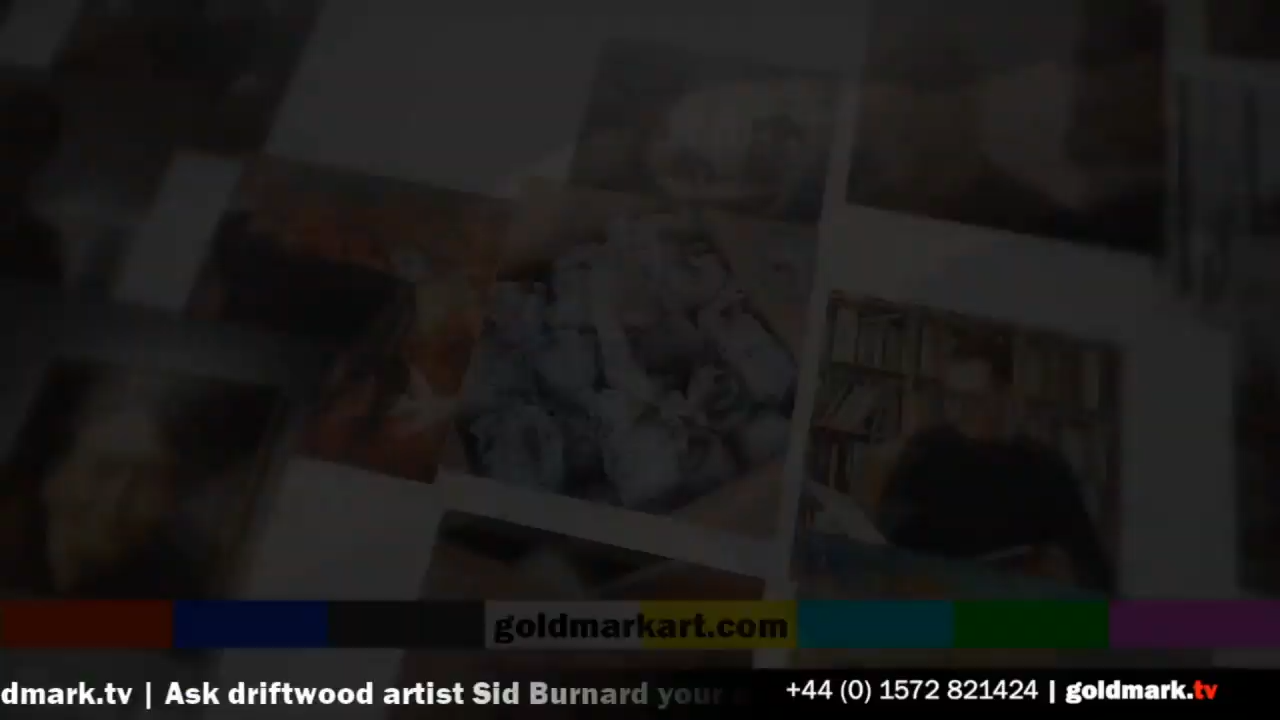 goldmarkart.com
dmark.tv | Ask driftwood artist Sid Burnard your
+44 (0) 1572 821424 | goldmark.tv